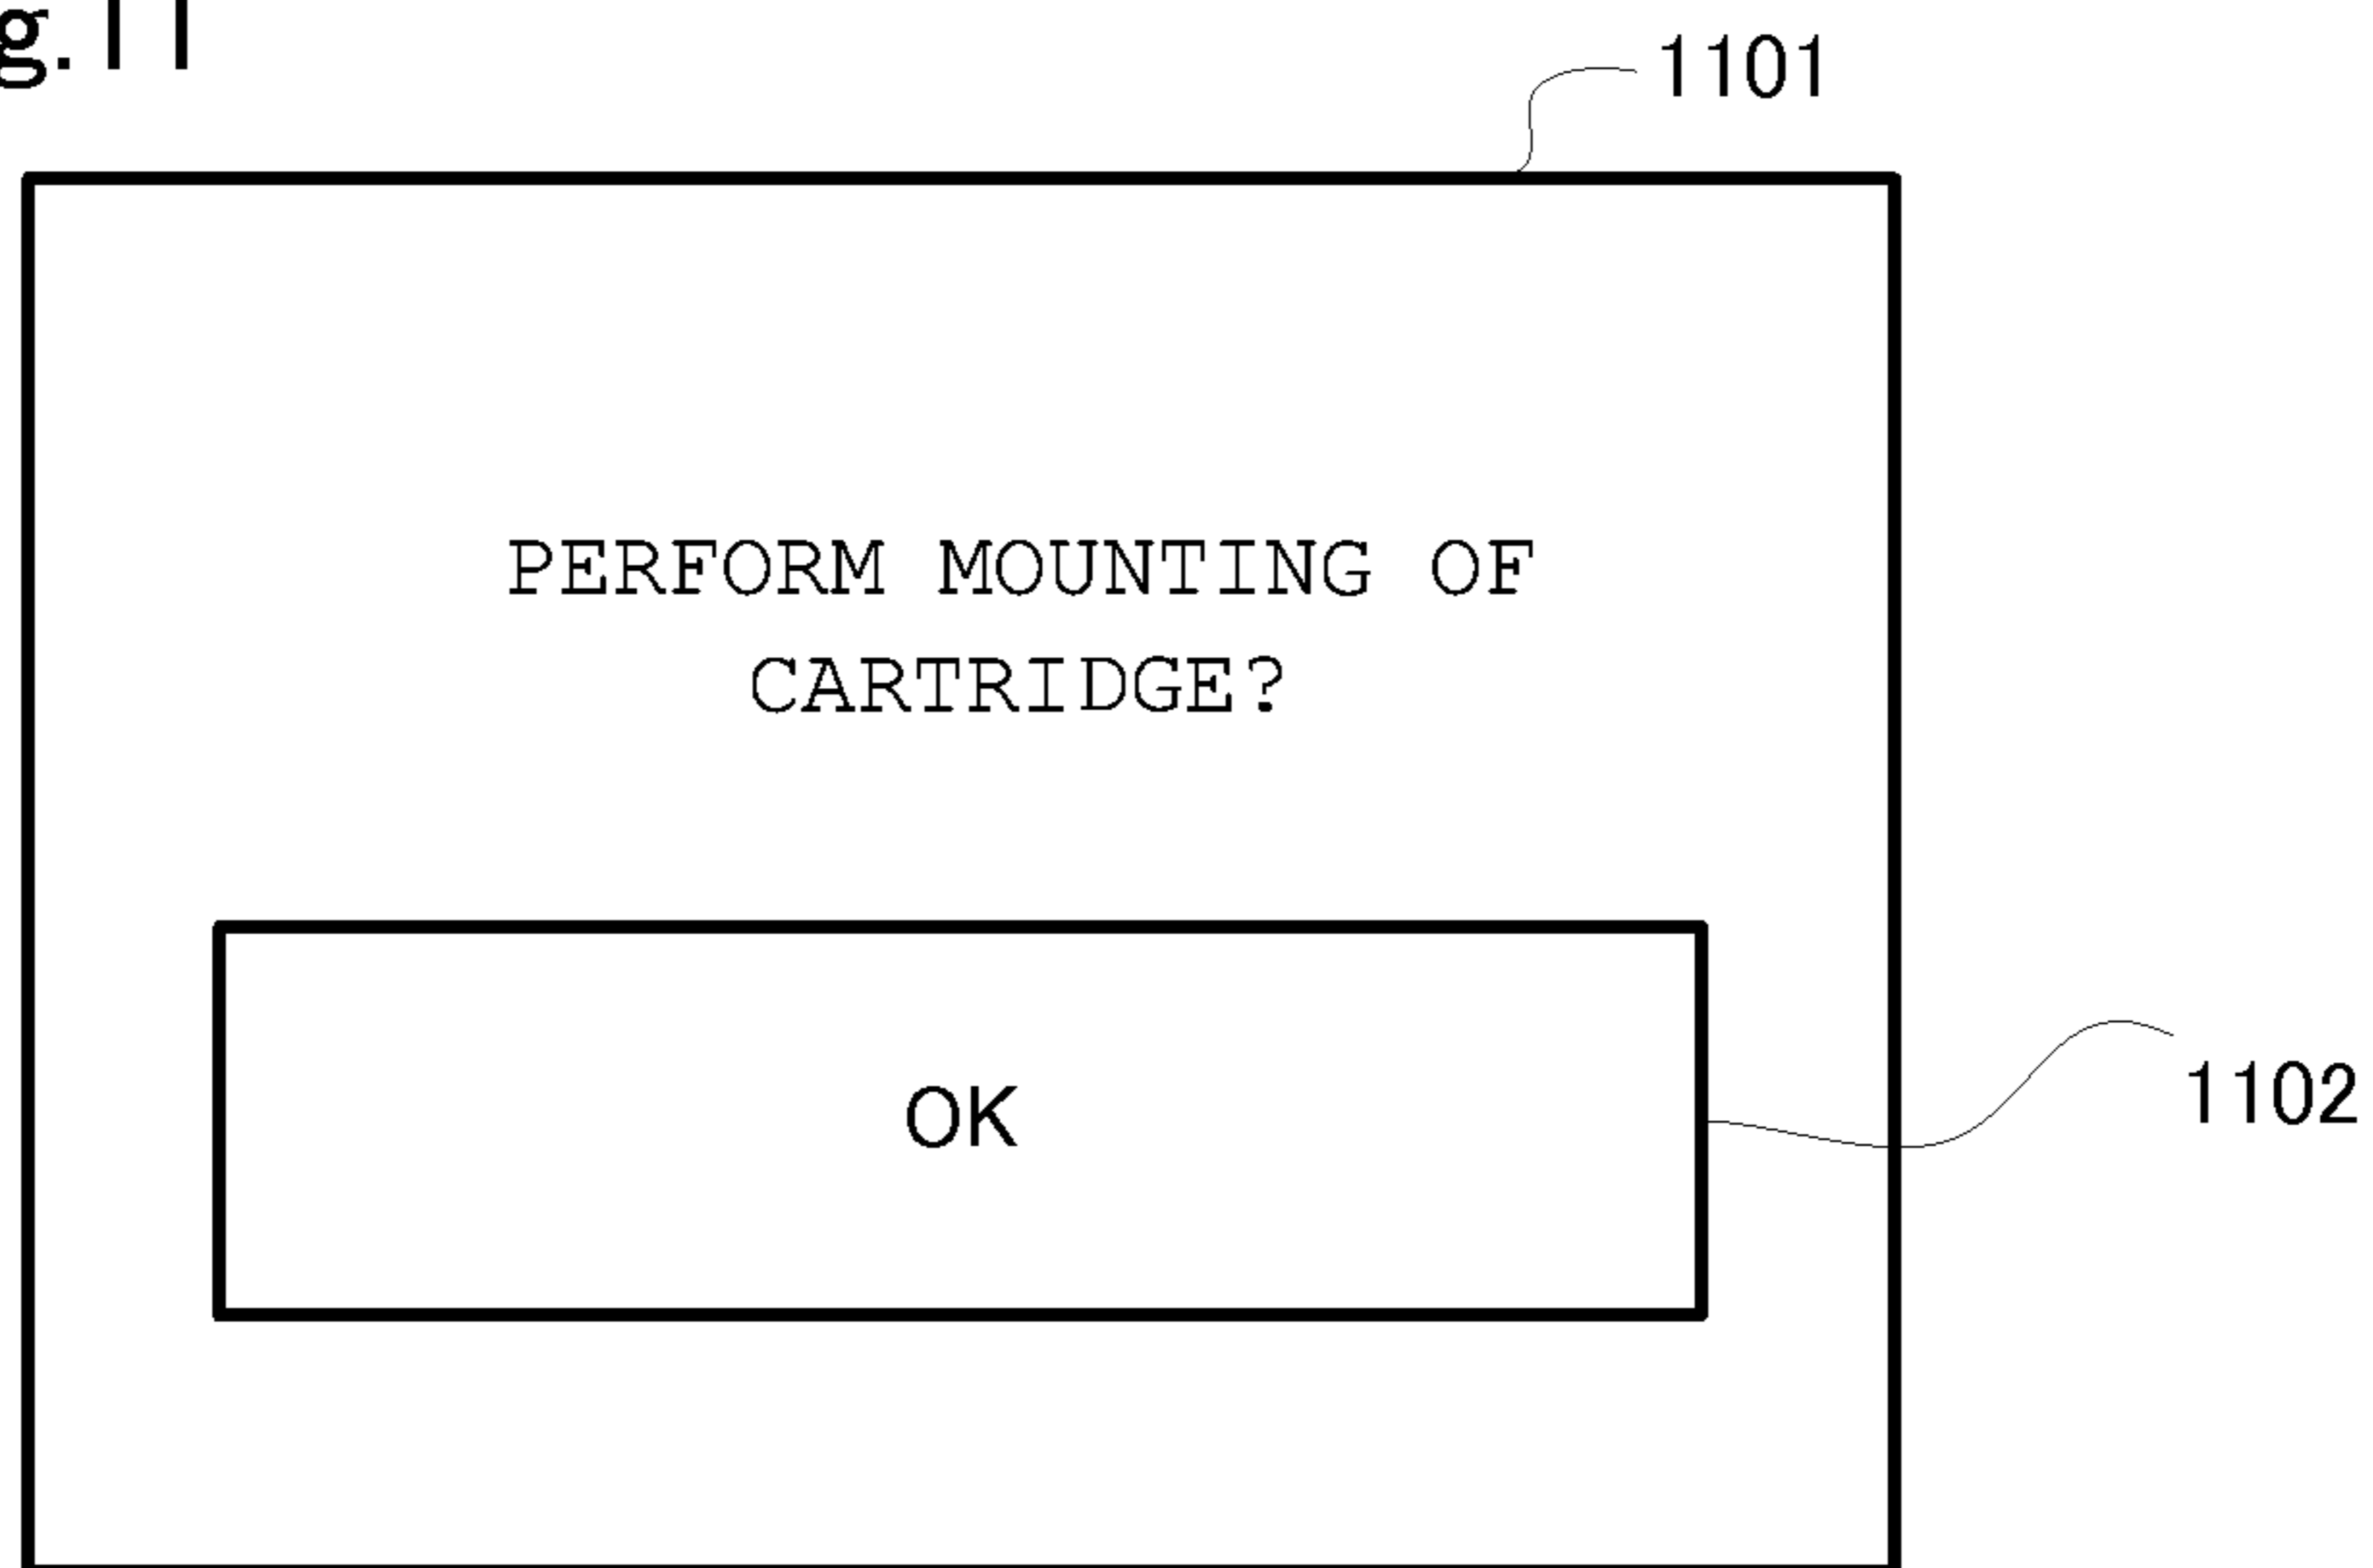 g.11
1101
PERFORM MOUNTING OF
CARTRIDGE?
OK
1102